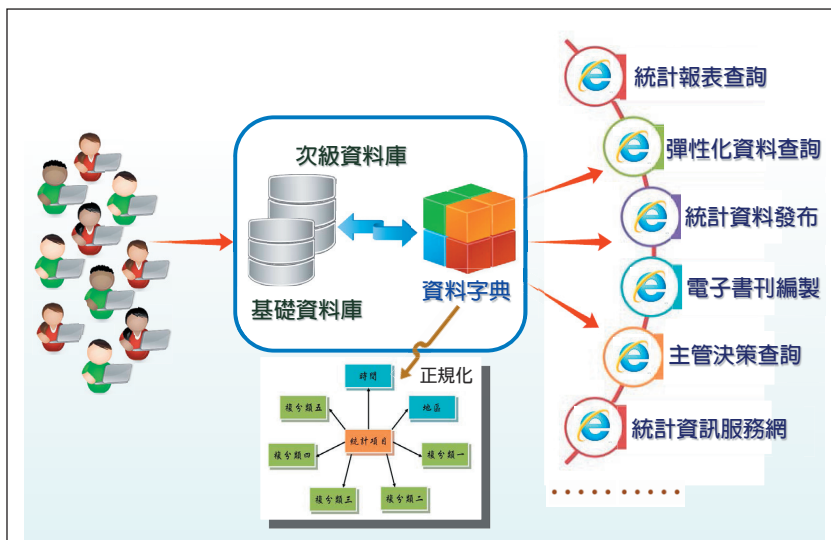 統計報表查詢
彈性化資料查詢
統計資料發布
電子書刊編製
主管決策查詢
統計資訊服務網
次級資料庫
基礎資料庫
資料字典
正規化
時間
複分類五
地區
統計項目
複分類四
複分類一
複分類三
複分類二